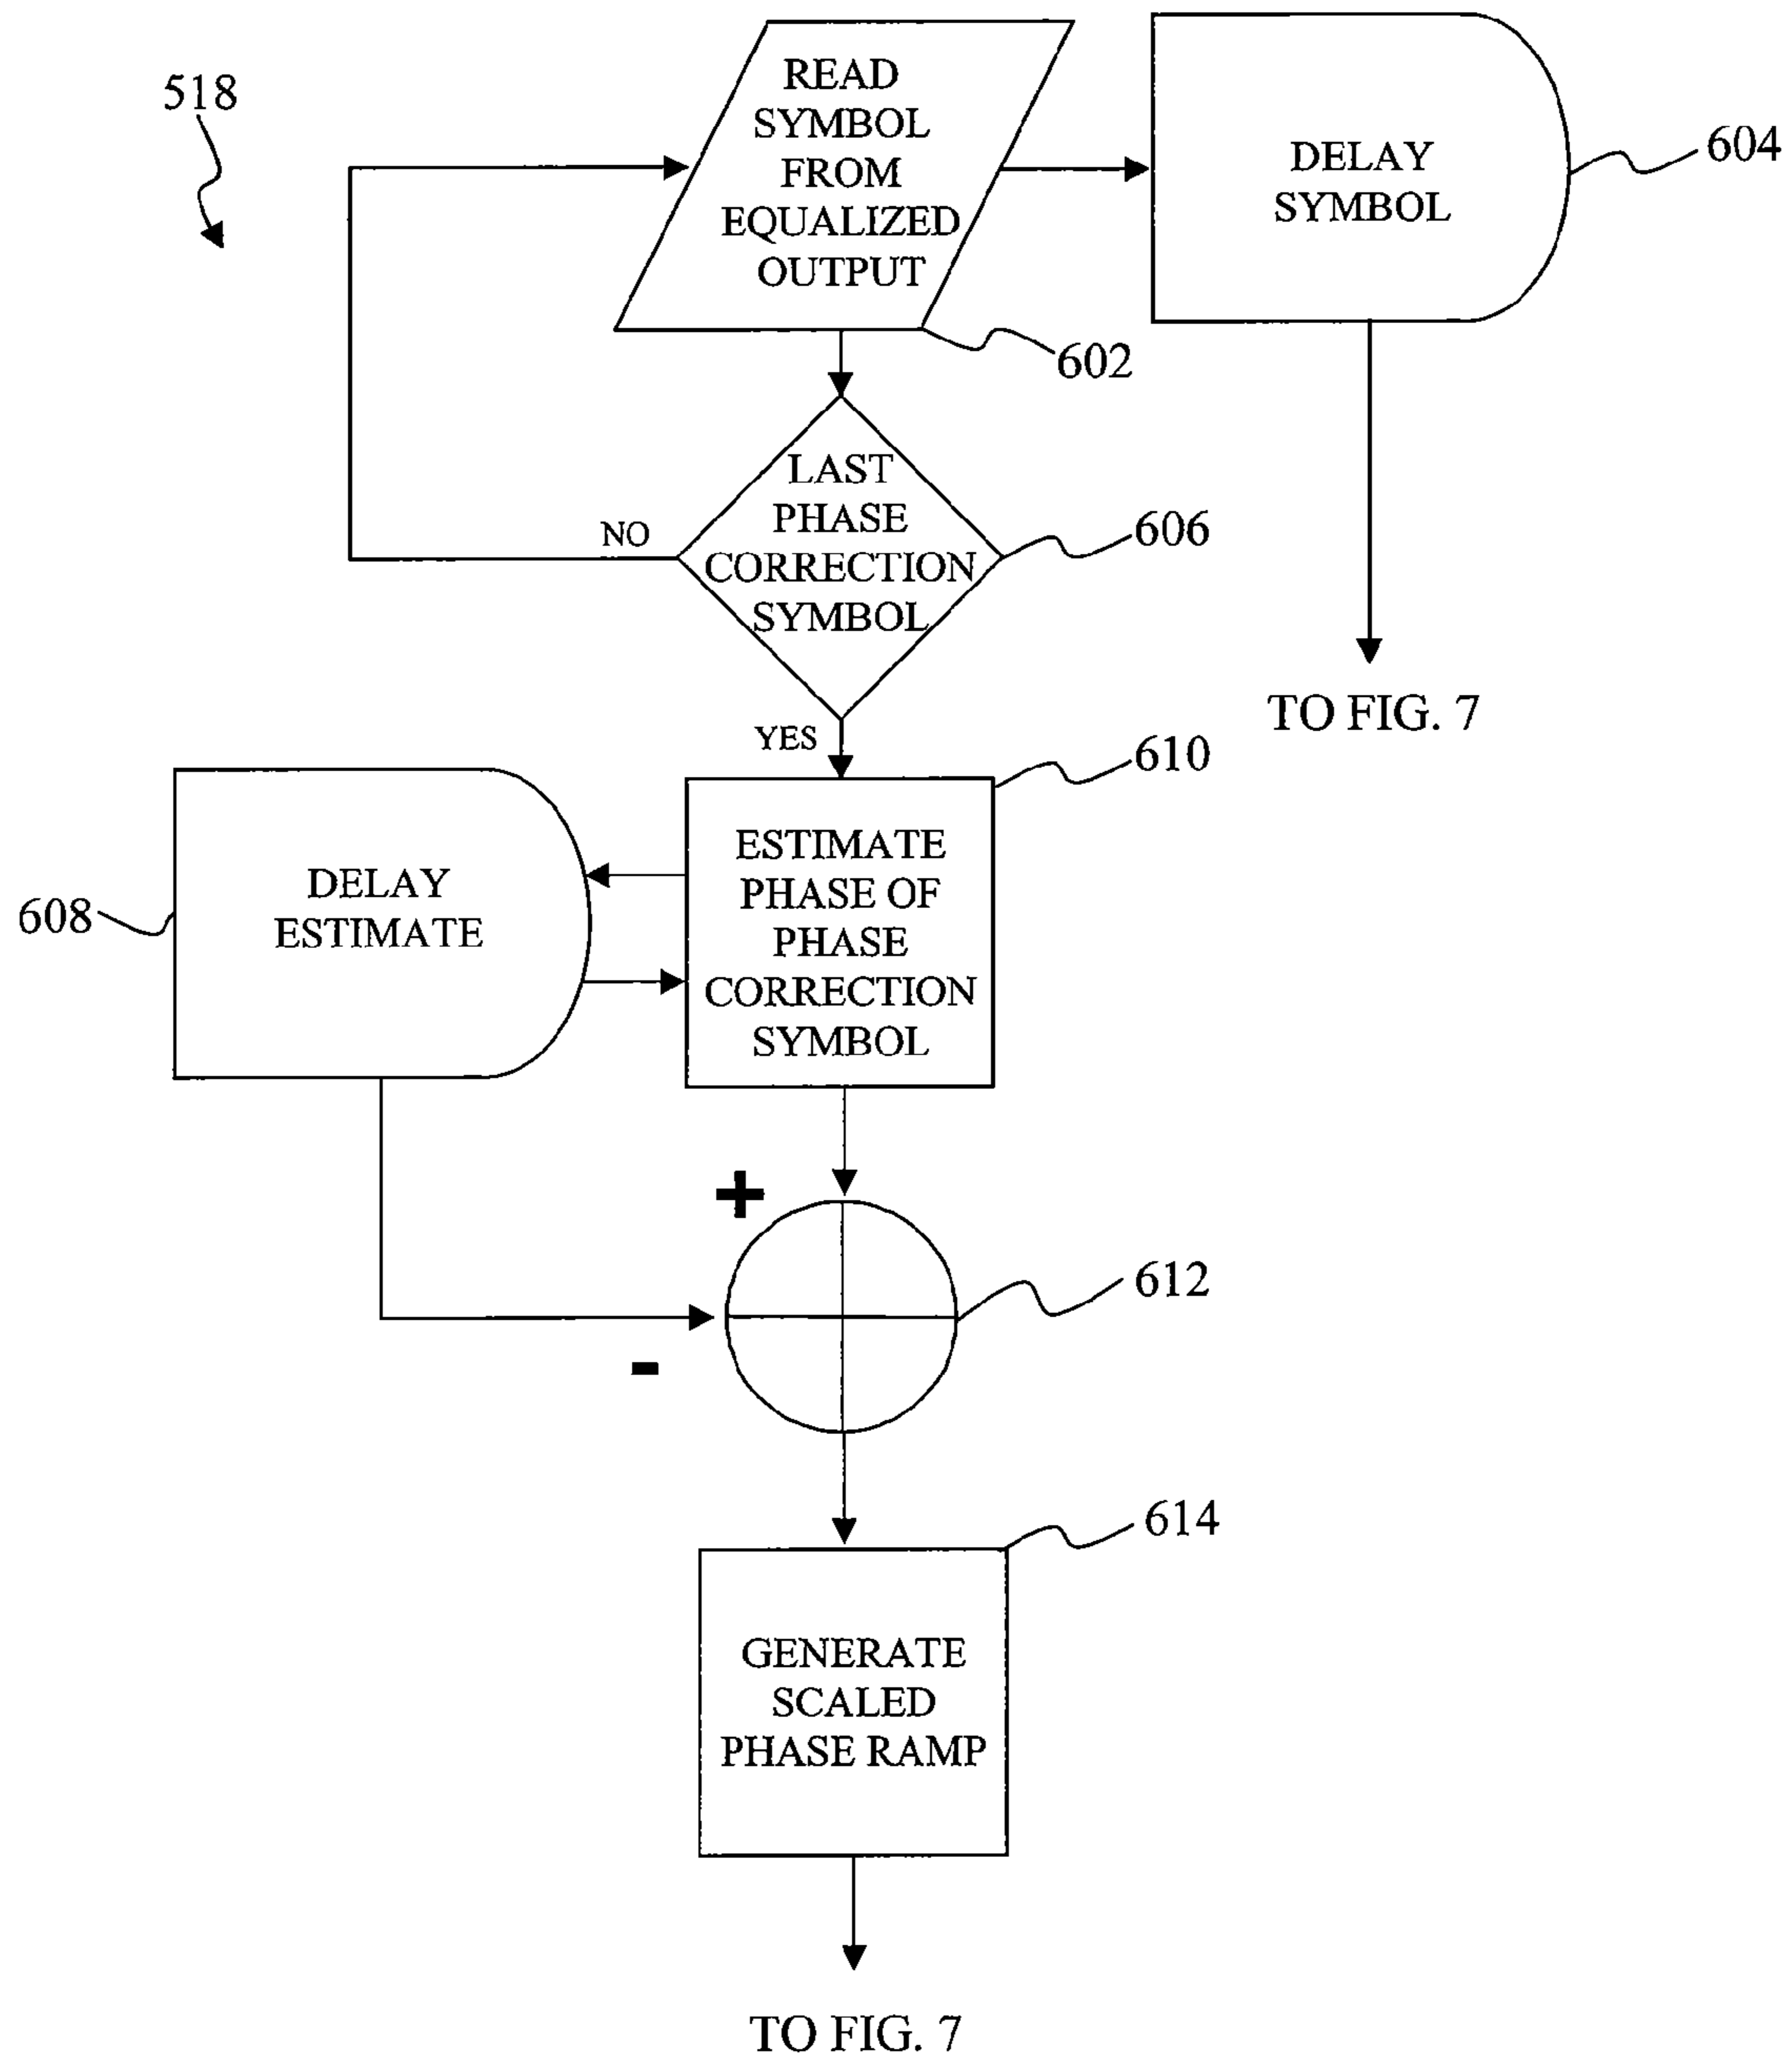 518
READ
SYMBOL
FROM
EQUALIZED
OUTPUT
602
DELAY
SYMBOL
604
TO FIG. 7
LAST
PHASE
CORRECTION
SYMBOL
606
NO
YES
610
ESTIMATE
PHASE OF
PHASE
CORRECTION
SYMBOL
608
DELAY
ESTIMATE
+
-
612
614
GENERATE
SCALED
PHASE RAMP
TO FIG. 7